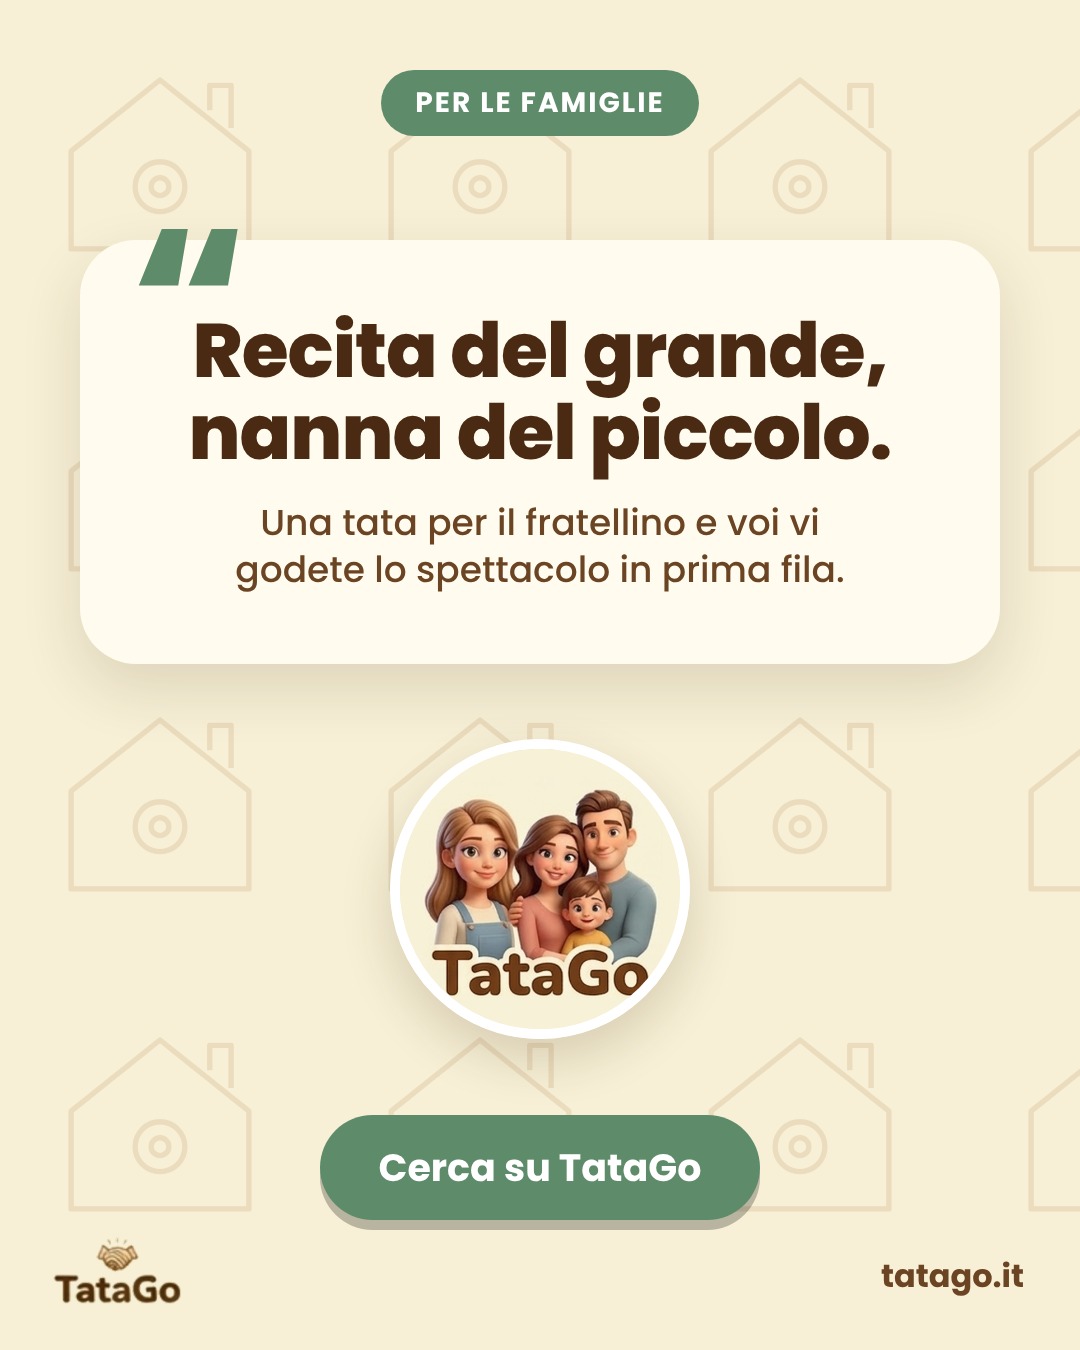 PER LE FAMIGLIE
“
Recita del grande,
nanna del piccolo.
Una tata per il fratellino e voi vi
godete lo spettacolo in prima fila.
TataGo
Cerca su TataGo
TataGo
tatago.it